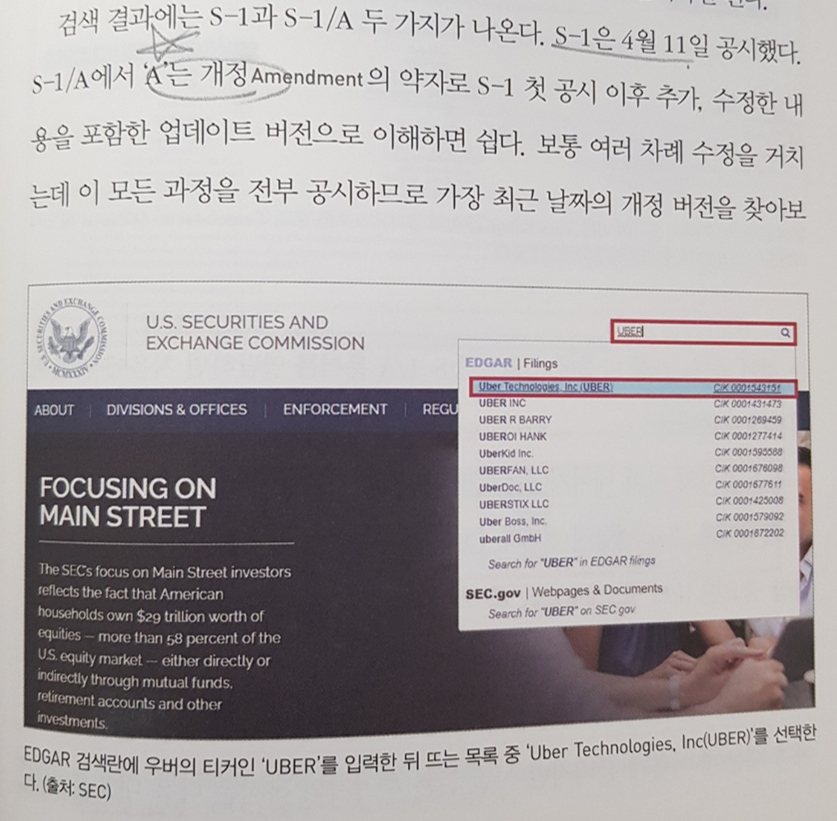 검색 결과에는 S-1과 S-1/A 두 가지가 나온다. S-1은 4월 11일 공시했다.
S-1/A에서 ‘A’는 개정Amendment의 약자로 S-1 첫 공시 이후 추가, 수정한 내
용을 포함한 업데이트 버전으로 이해하면 쉽다. 보통 여러 차례 수정을 거치
는데 이 모든 과정을 전부 공시하므로 가장 최근 날짜의 개정 버전을 찾아보
U.S. SECURITIES AND
EXCHANGE COMMISSION
UBER
EDGAR | Filings
Uber Technologies, Inc (UBER) CIK 0001543151
UBER INC CIK 0001431473
UBER R BARRY CIK 0001269459
UBEROI HANK CIK 0001277414
UberKid Inc. CIK 0001595588
UBERFAN, LLC CIK 0001676098
UberDoc, LLC CIK 0001677611
UBERSTIX LLC CIK 0001425008
Uber Boss, Inc. CIK 0001579092
uberall GmbH CIK 0001872202
Search for "UBER" in EDGAR filings
SEC.gov | Webpages & Documents
Search for "UBER" on SEC.gov
ABOUT DIVISIONS & OFFICES ENFORCEMENT REGU
FOCUSING ON
MAIN STREET
The SEC's focus on Main Street investors
reflects the fact that American
households own $29 trillion worth of
equities — more than 58 percent of the
U.S. equity market — either directly or
indirectly through mutual funds,
retirement accounts and other
investments.
EDGAR 검색란에 우버의 티커인 ‘UBER’를 입력한 뒤 뜨는 목록 중 ‘Uber Technologies, Inc(UBER)’를 선택한
다. (출처: SEC)